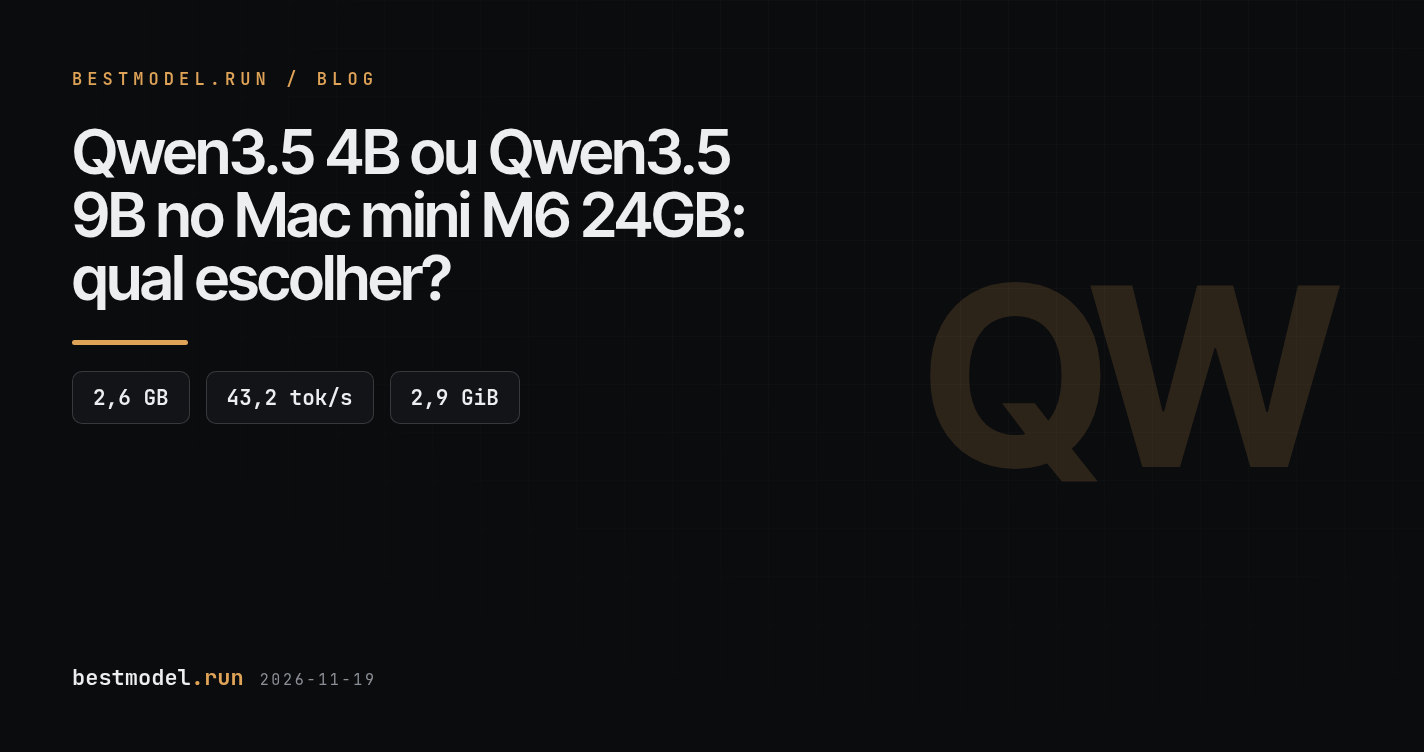 BESTMODEL.RUN / BLOG
Qwen3.5 4B ou Qwen3.5
9B no Mac mini M6 24GB:
qual escolher?
2,6 GB 43,2 tok/s 2,9 GiB
QW
bestmodel.run 2026-11-19